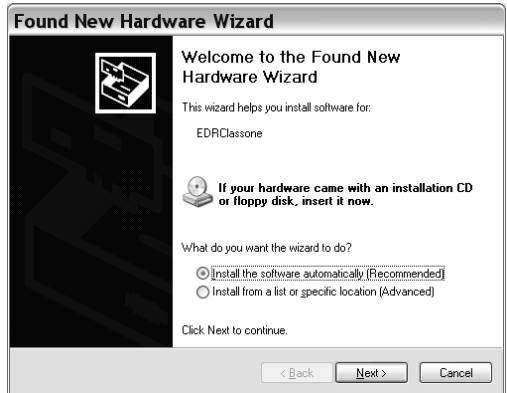 Found New Hardware Wizard
Welcome to the Found New
Hardware Wizard
This wizard helps you install software for:
EDRClassone
If your hardware came with an installation CD
or floppy disk, insert it now.
What do you want the wizard to do?
Install the software automatically (Recommended)
Install from a list or specific location (Advanced)
Click Next to continue.
< Back Next > Cancel